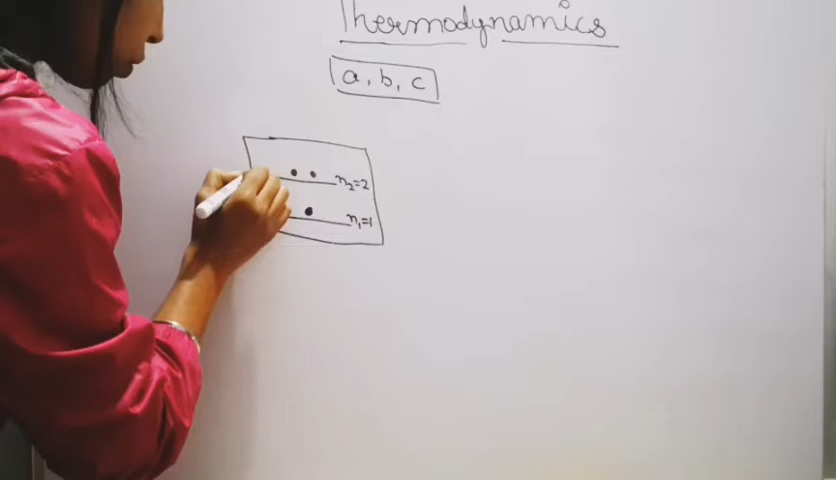 Thermodynamics
a, b, c
n₂=2
n₁=1